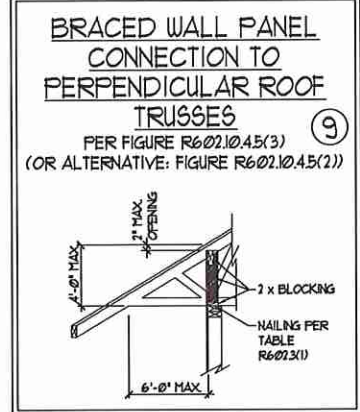 BRACED WALL PANEL
CONNECTION TO
PERPENDICULAR ROOF
TRUSSES
9
PER FIGURE R602.10.4.5(3)
(OR ALTERNATIVE: FIGURE R602.10.4.5(2))
2" MAX.
OPENING
4'-0" MAX.
2 x BLOCKING
NAILING PER
TABLE
R602.3(1)
6'-0" MAX.